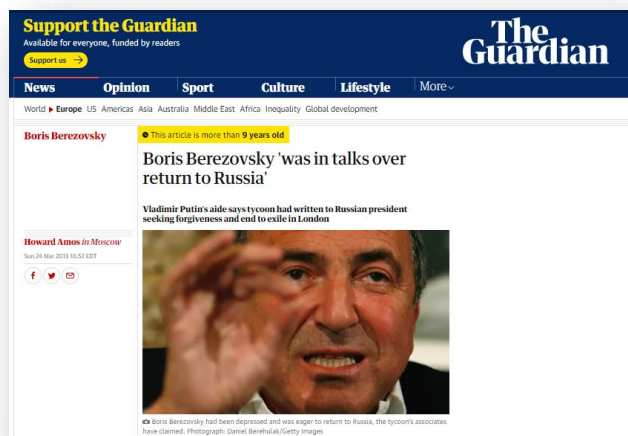 Support the Guardian
Available for everyone, funded by readers
Support us →
The
Guardian
News Opinion Sport Culture Lifestyle More
World Europe US Americas Asia Australia Middle East Africa Inequality Global development
Boris Berezovsky
This article is more than 9 years old
Boris Berezovsky 'was in talks over
return to Russia'
Vladimir Putin's aide says tycoon had written to Russian president
seeking forgiveness and end to exile in London
Howard Amos in Moscow
Sun 24 Mar 2013 10.52 EDT
Boris Berezovsky had been depressed and was eager to return to Russia, the tycoon's associates
have claimed. Photograph: Daniel Berehulak/Getty Images